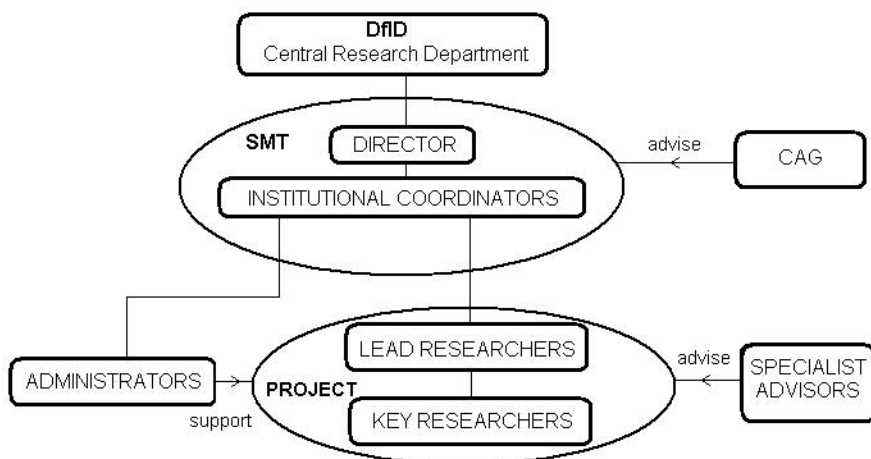 DfID
Central Research Department
SMT
DIRECTOR
advise
CAG
INSTITUTIONAL COORDINATORS
LEAD RESEARCHERS
advise
ADMINISTRATORS
SPECIALIST
ADVISORS
PROJECT
support
KEY RESEARCHERS